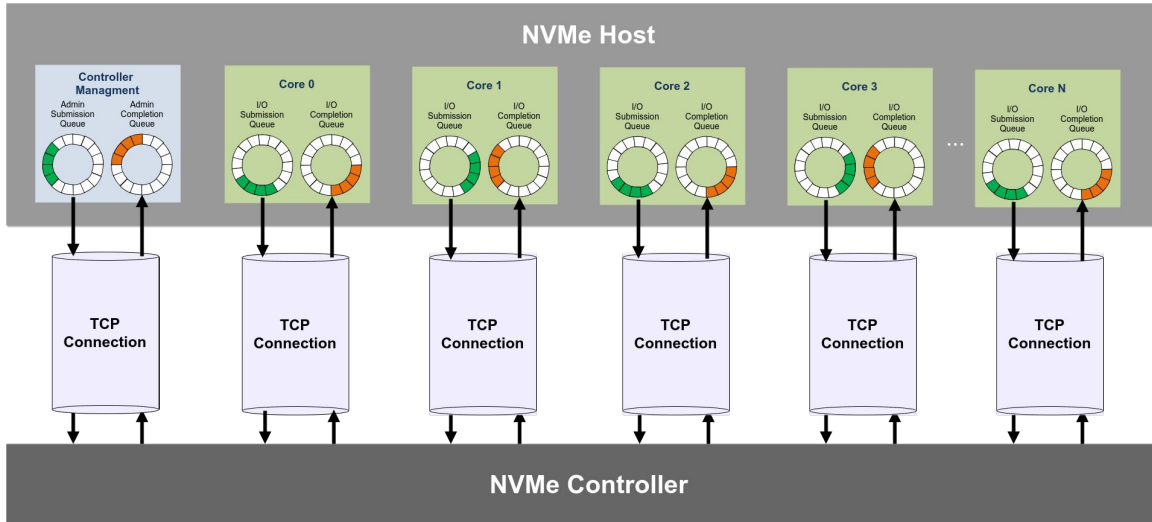 NVMe Host
Controller
Managment
Admin
Submission
Queue
Admin
Completion
Queue
Core 0
I/O
Submission
Queue
I/O
Completion
Queue
Core 1
I/O
Submission
Queue
I/O
Completion
Queue
Core 2
I/O
Submission
Queue
I/O
Completion
Queue
Core 3
I/O
Submission
Queue
I/O
Completion
Queue
...
Core N
I/O
Submission
Queue
I/O
Completion
Queue
TCP
Connection
TCP
Connection
TCP
Connection
TCP
Connection
TCP
Connection
TCP
Connection
NVMe Controller